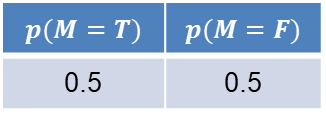 p(M = T) p(M = F)
0.5 0.5